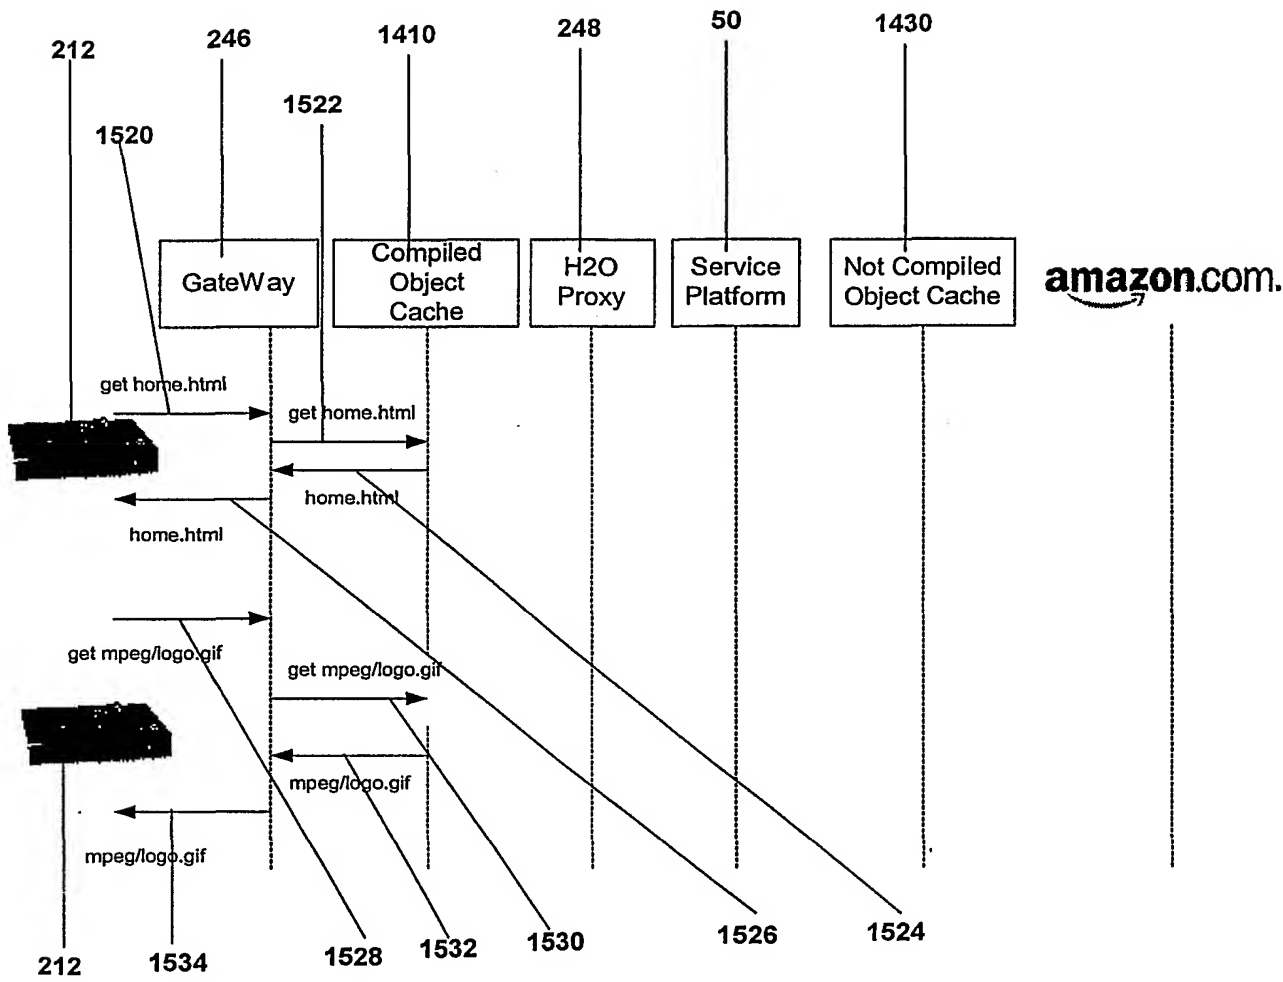 50
1430
248
1410
246
212
1522
1520
GateWay
Compiled
Object
Cache
H2O
Proxy
Service
Platform
Not Compiled
Object Cache
amazon.com.
get home.html
get home.html
home.html
home.html
get mpeg/logo.gif
get mpeg/logo.gif
mpeg/logo.gif
mpeg/logo.gif
212
1534
1528
1532
1530
1526
1524